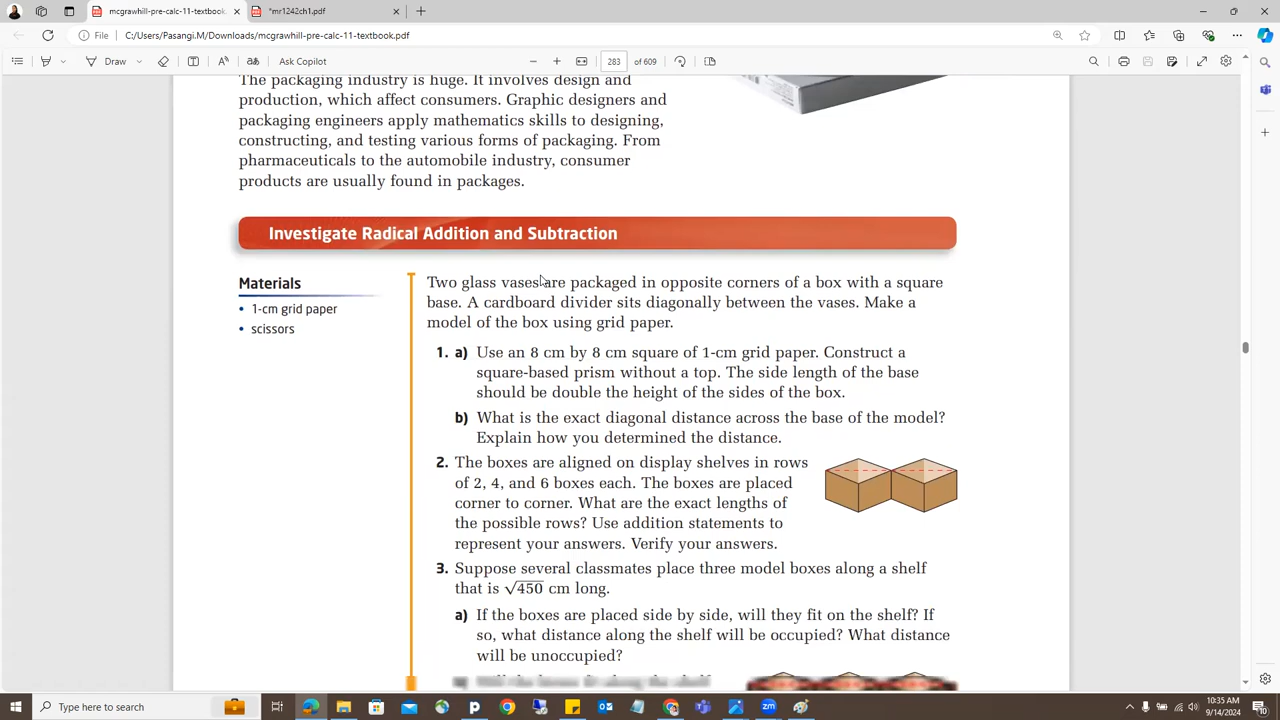 mcgrawhill-pre-calc-11-textbook.
*mr1242ch1.pdf
File
C:/Users/Pasangi.M/Downloads/mcgrawhill-pre-calc-11-textbook.pdf
Draw
Ask Copilot
283 of 609
The packaging industry is huge. It involves design and
production, which affect consumers. Graphic designers and
packaging engineers apply mathematics skills to designing,
constructing, and testing various forms of packaging. From
pharmaceuticals to the automobile industry, consumer
products are usually found in packages.
Investigate Radical Addition and Subtraction
Materials
• 1-cm grid paper
• scissors
Two glass vases are packaged in opposite corners of a box with a square
base. A cardboard divider sits diagonally between the vases. Make a
model of the box using grid paper.
1. a) Use an 8 cm by 8 cm square of 1-cm grid paper. Construct a
square-based prism without a top. The side length of the base
should be double the height of the sides of the box.
b) What is the exact diagonal distance across the base of the model?
Explain how you determined the distance.
2. The boxes are aligned on display shelves in rows
of 2, 4, and 6 boxes each. The boxes are placed
corner to corner. What are the exact lengths of
the possible rows? Use addition statements to
represent your answers. Verify your answers.
3. Suppose several classmates place three model boxes along a shelf
that is √450 cm long.
a) If the boxes are placed side by side, will they fit on the shelf? If
so, what distance along the shelf will be occupied? What distance
will be unoccupied?
Type here to search
10:35 AM
9/14/2024